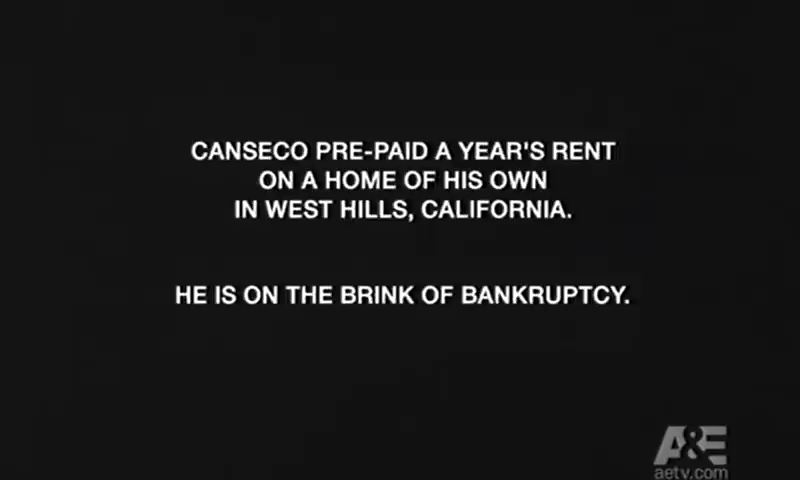 CANSECO PRE-PAID A YEAR'S RENT
ON A HOME OF HIS OWN
IN WEST HILLS, CALIFORNIA.
HE IS ON THE BRINK OF BANKRUPTCY.
A&E
aetv.com